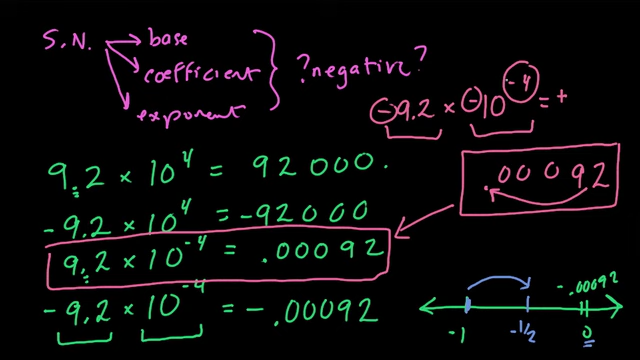 S.N. → base
coefficient
exponent
? negative?
-9.2 × -10^-4 = +
.00092
9.2 × 10^4 = 92000.
-9.2 × 10^4 = -92000
9.2 × 10^-4 = .00092
-9.2 × 10^-4 = -.00092
-.00092
-1 -1/2 0